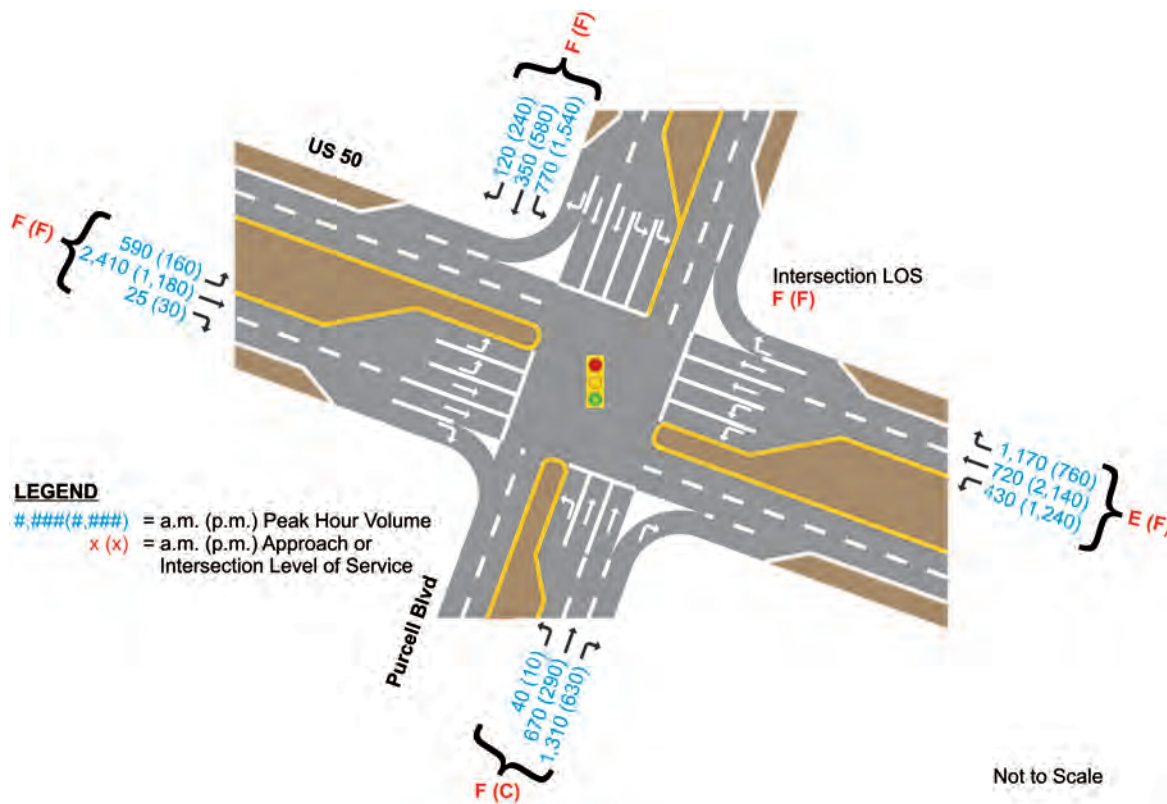 F (F)
120 (240)
350 (580)
770 (1,540)
US 50
F (F)
590 (160)
2,410 (1,180)
25 (30)
Intersection LOS
F (F)
1,170 (760)
720 (2,140)
430 (1,240)
E (F)
LEGEND
#,###(#,###) = a.m. (p.m.) Peak Hour Volume
x (x) = a.m. (p.m.) Approach or
Intersection Level of Service
Purcell Blvd
40 (10)
670 (290)
1,310 (630)
F (C)
Not to Scale